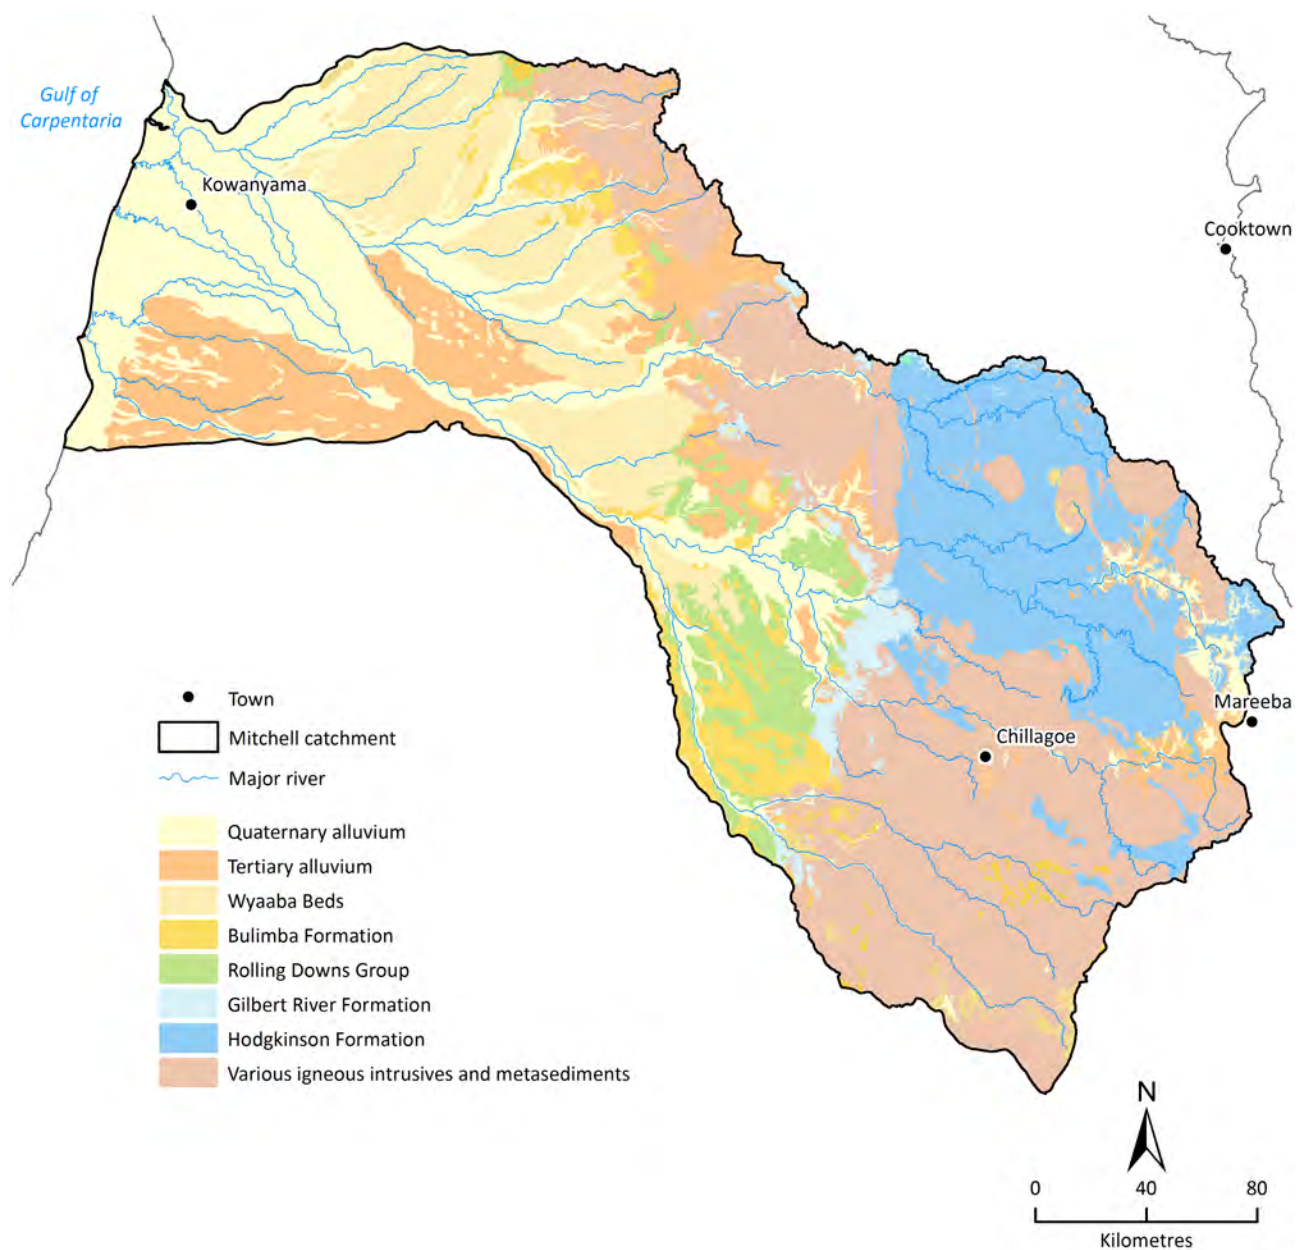 Gulf of
Carpentaria
Kowanyama
Cooktown
Mareeba
Chillagoe
Town
Mitchell catchment
Major river
Quaternary alluvium
Tertiary alluvium
Wyaaba Beds
Bulimba Formation
Rolling Downs Group
Gilbert River Formation
Hodgkinson Formation
Various igneous intrusives and metasediments
N
0 40 80
Kilometres